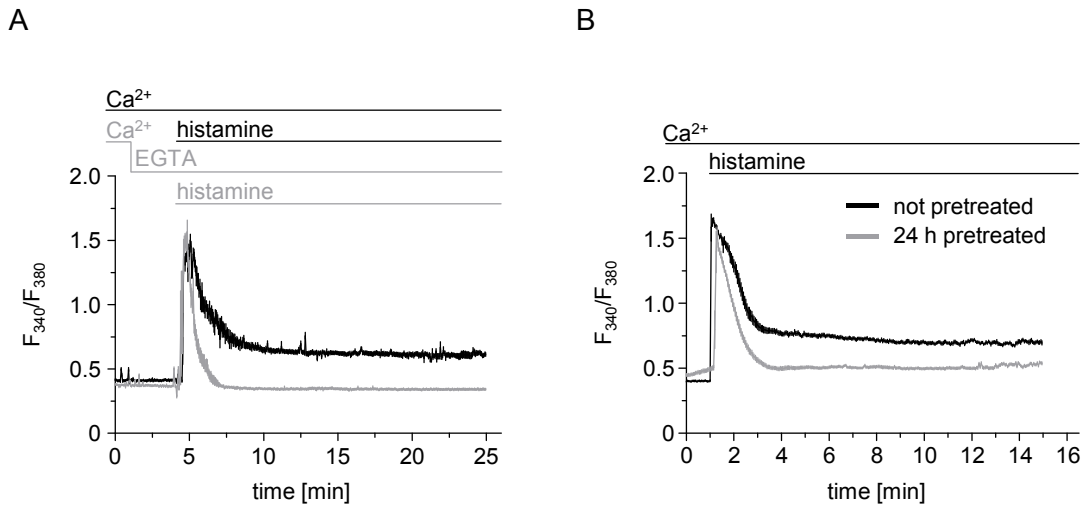 A
Ca²⁺
Ca²⁺
histamine
EGTA
histamine
2.0
1.5
1.0
0.5
0
F₃₄₀/F₃₈₀
0 5 10 15 20 25
time [min]
B
Ca²⁺
histamine
2.0
1.5
1.0
0.5
0
F₃₄₀/F₃₈₀
not pretreated
24 h pretreated
0 2 4 6 8 10 12 14 16
time [min]